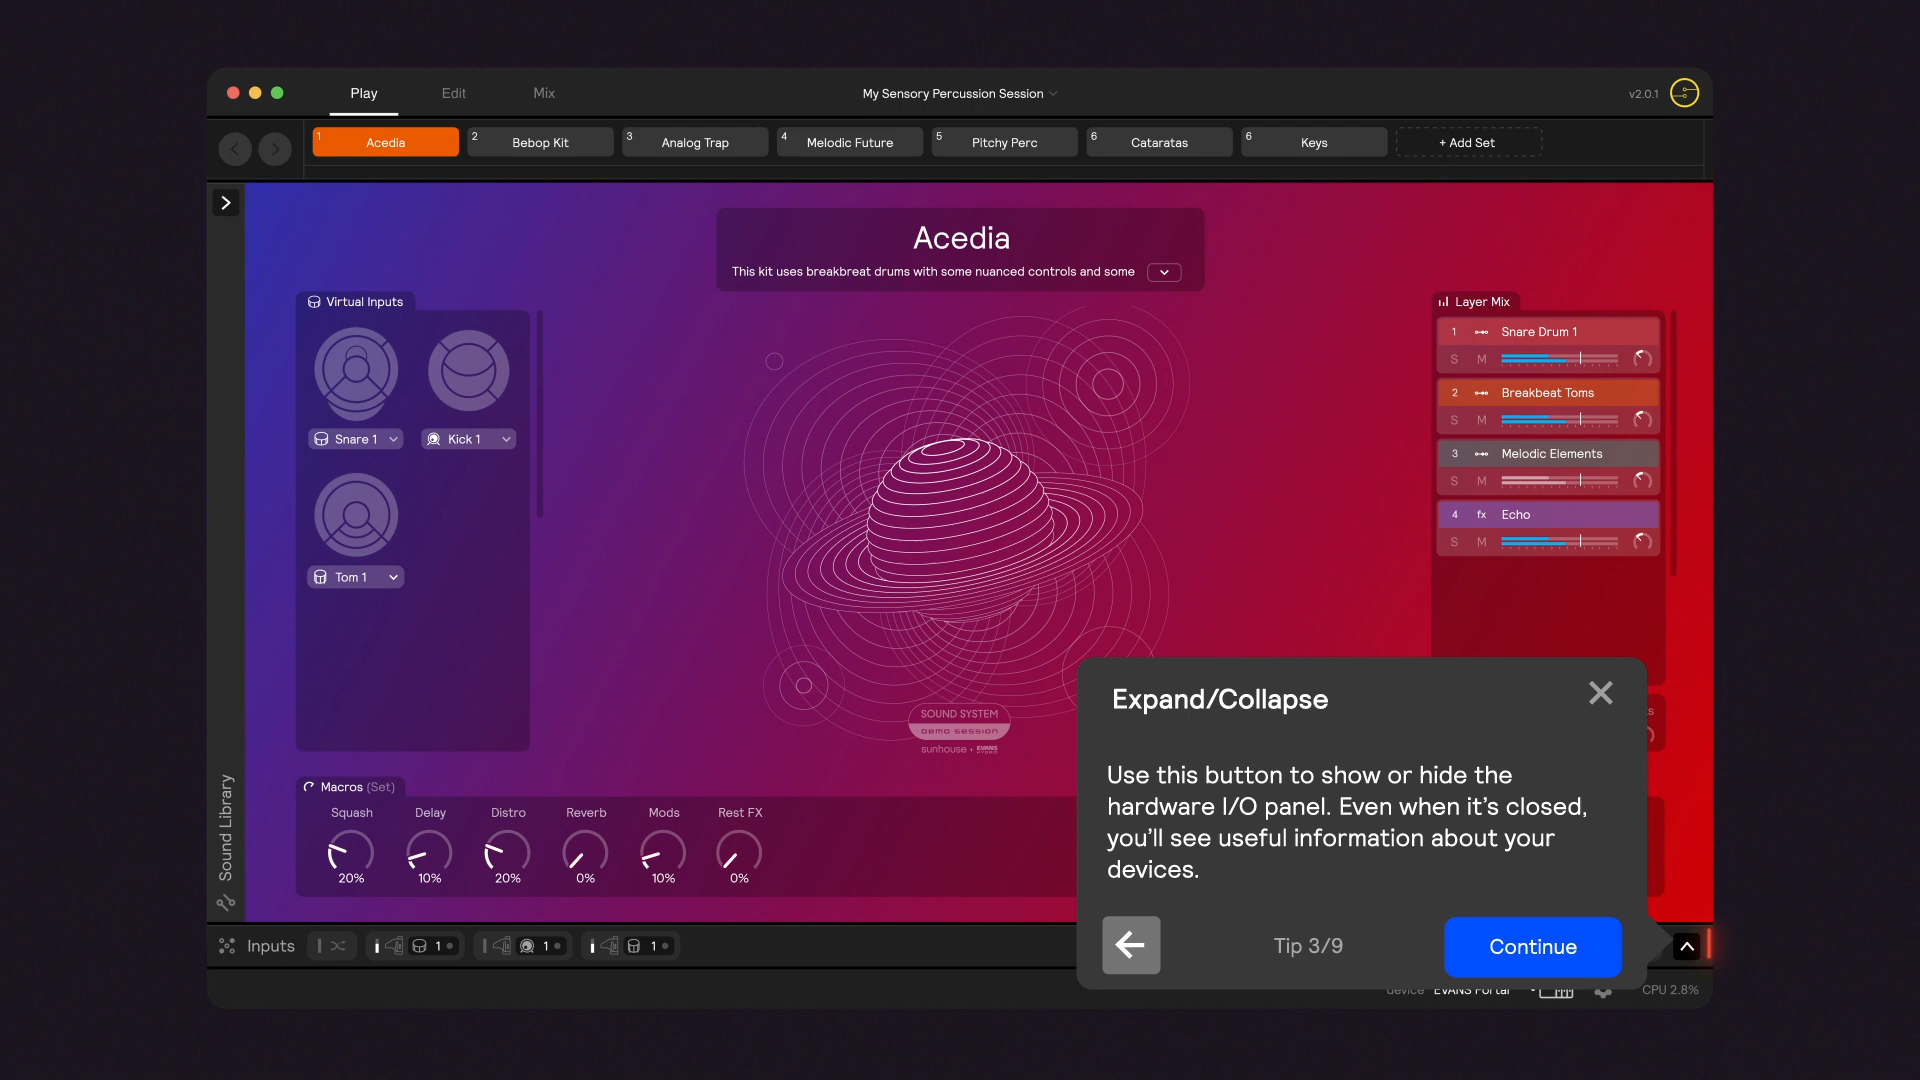 Play
Edit
Mix
My Sensory Percussion Session
v2.0.1
1
Acedia
2
Bebop Kit
3
Analog Trap
4
Melodic Future
5
Pitchy Perc
6
Cataratas
6
Keys
+ Add Set
Acedia
This kit uses breakbreat drums with some nuanced controls and some
Virtual Inputs
Snare 1
Kick 1
Tom 1
Layer Mix
1 Snare Drum 1
S M
2 Breakbeat Toms
S M
3 Melodic Elements
S M
4 fx Echo
S M
SOUND SYSTEM
DEMO SESSION
sunhouse + EVANS HYBRID
Sound Library
Macros (Set)
Squash
Delay
Distro
Reverb
Mods
Rest FX
20%
10%
20%
0%
10%
0%
Expand/Collapse
Use this button to show or hide the
hardware I/O panel. Even when it's closed,
you'll see useful information about your
devices.
Tip 3/9
Continue
Inputs
1
1
1
device EVANS Portal
CPU 2.8%